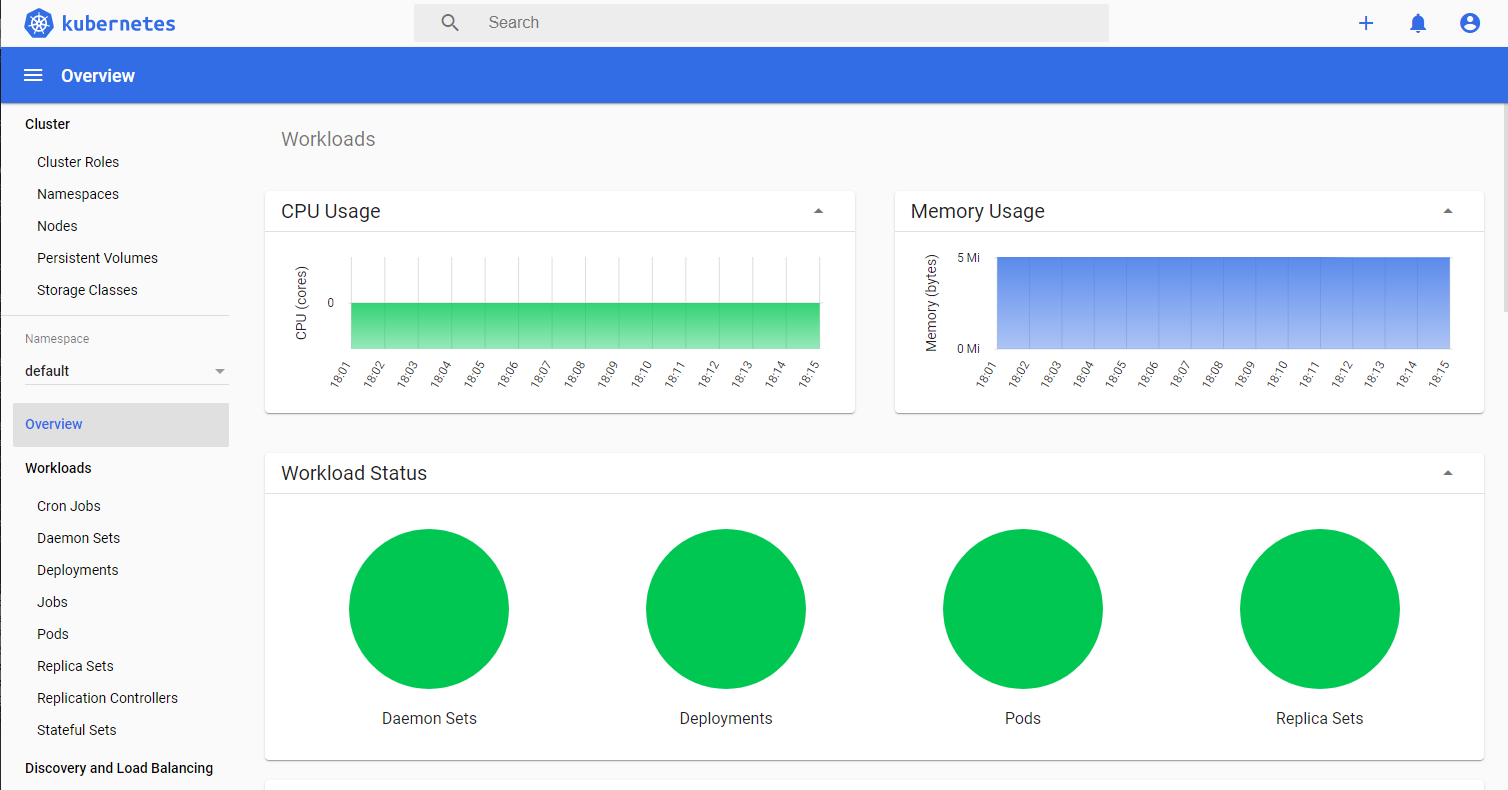 kubernetes
Search
Overview
Cluster
Cluster Roles
Namespaces
Nodes
Persistent Volumes
Storage Classes
Namespace
default
Overview
Workloads
Cron Jobs
Daemon Sets
Deployments
Jobs
Pods
Replica Sets
Replication Controllers
Stateful Sets
Discovery and Load Balancing
Workloads
CPU Usage
CPU (cores)
0
18:01 18:02 18:03 18:04 18:05 18:06 18:07 18:08 18:09 18:10 18:11 18:12 18:13 18:14 18:15
Memory Usage
Memory (bytes)
5 Mi
0 Mi
18:01 18:02 18:03 18:04 18:05 18:06 18:07 18:08 18:09 18:10 18:11 18:12 18:13 18:14 18:15
Workload Status
Daemon Sets
Deployments
Pods
Replica Sets